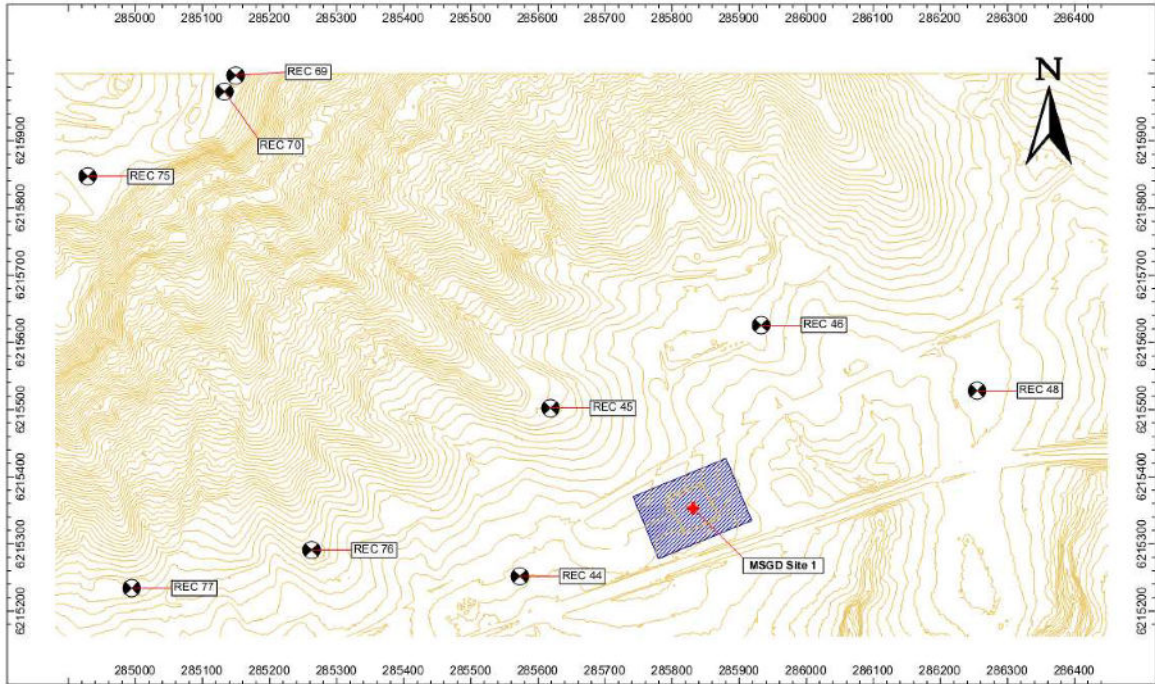 285000 285100 285200 285300 285400 285500 285600 285700 285800 285900 286000 286100 286200 286300 286400
N
REC 69
REC 70
6215900 6215900
REC 75
6215800 6215800
6215700 6215700
REC 46
6215600 6215600
REC 48
REC 45
6215500 6215500
6215400 6215400
REC 76
6215300 6215300
MSGD Site 1
REC 44
REC 77
6215200 6215200
285000 285100 285200 285300 285400 285500 285600 285700 285800 285900 286000 286100 286200 286300 286400